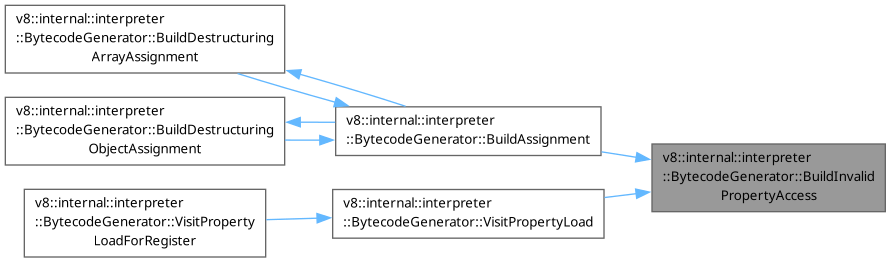 v8::internal::interpreter
::BytecodeGenerator::BuildDestructuring
ArrayAssignment
v8::internal::interpreter
::BytecodeGenerator::BuildDestructuring
ObjectAssignment
v8::internal::interpreter
::BytecodeGenerator::BuildAssignment
v8::internal::interpreter
::BytecodeGenerator::BuildInvalid
PropertyAccess
v8::internal::interpreter
::BytecodeGenerator::VisitProperty
LoadForRegister
v8::internal::interpreter
::BytecodeGenerator::VisitPropertyLoad